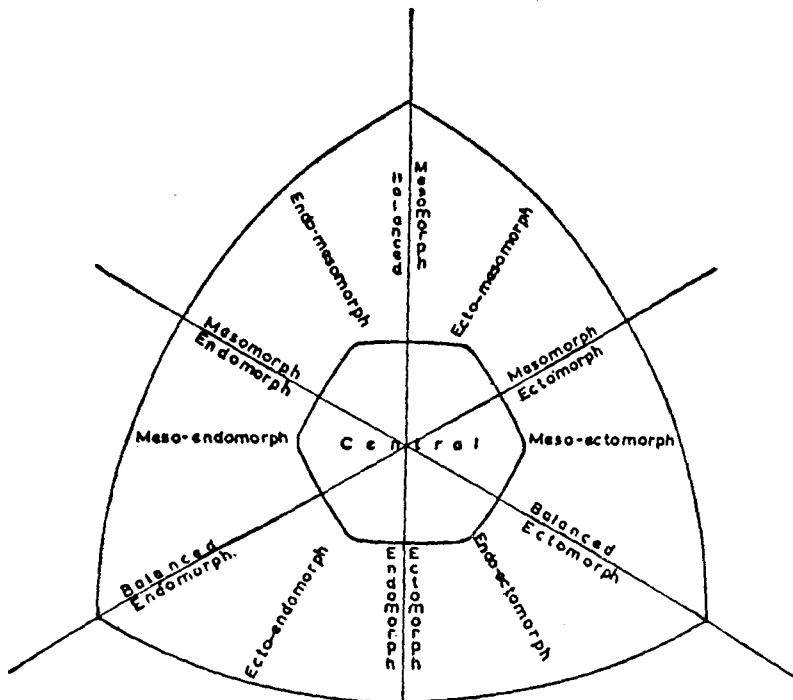 Balanced
Mesomorph
Endo-mesomorph
Ecto-mesomorph
Mesomorph
Endomorph
Mesomorph
Ectomorph
Meso-endomorph
Central
Meso-ectomorph
Balanced
Endomorph.
Balanced
Ectomorph
Ecto-endomorph
Endomorph
Ectomorph
Endo-ectomorph